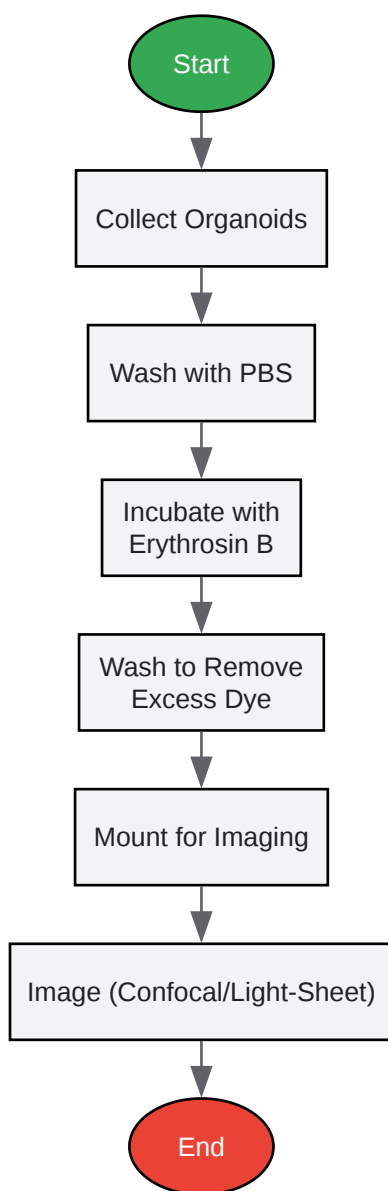 Start
Collect Organoids
Wash with PBS
Incubate with
Erythrosin B
Wash to Remove
Excess Dye
Mount for Imaging
Image (Confocal/Light-Sheet)
End